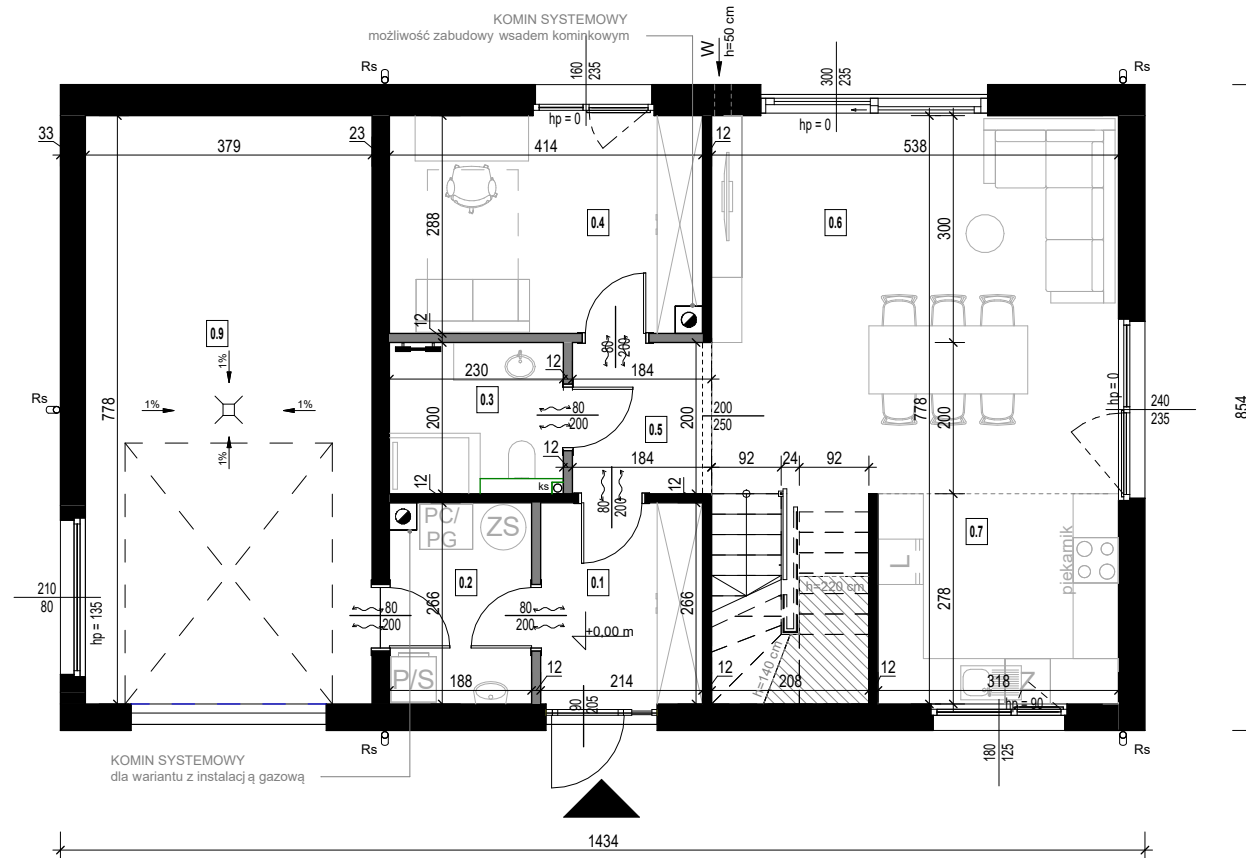 KOMIN SYSTEMOWY
możliwość zabudowy wsadem kominkowym
W
h=50 cm
Rs
160
235
300
235
Rs
hp = 0
hp = 0
33
379
23
414
12
538
854
288
0.4
0.6
300
0.9
12
80
200
1%
1%
1%
1%
Rs
778
230
12
184
0.3
200
80
200
0.5
200
200
250
778
200
hp = 0
240
235
12
184
92
24
92
12
ks
80
200
12
PC/
PG
ZS
0.2
266
0.1
266
0.7
L
piekarnik
h=220 cm
278
210
80
hp = 135
80
200
80
200
+0,00 m
h=140 cm
P/S
188
12
214
12
208
12
318
Z
hp = 90
90
205
Rs
180
125
Rs
KOMIN SYSTEMOWY
dla wariantu z instalacją gazową
1434